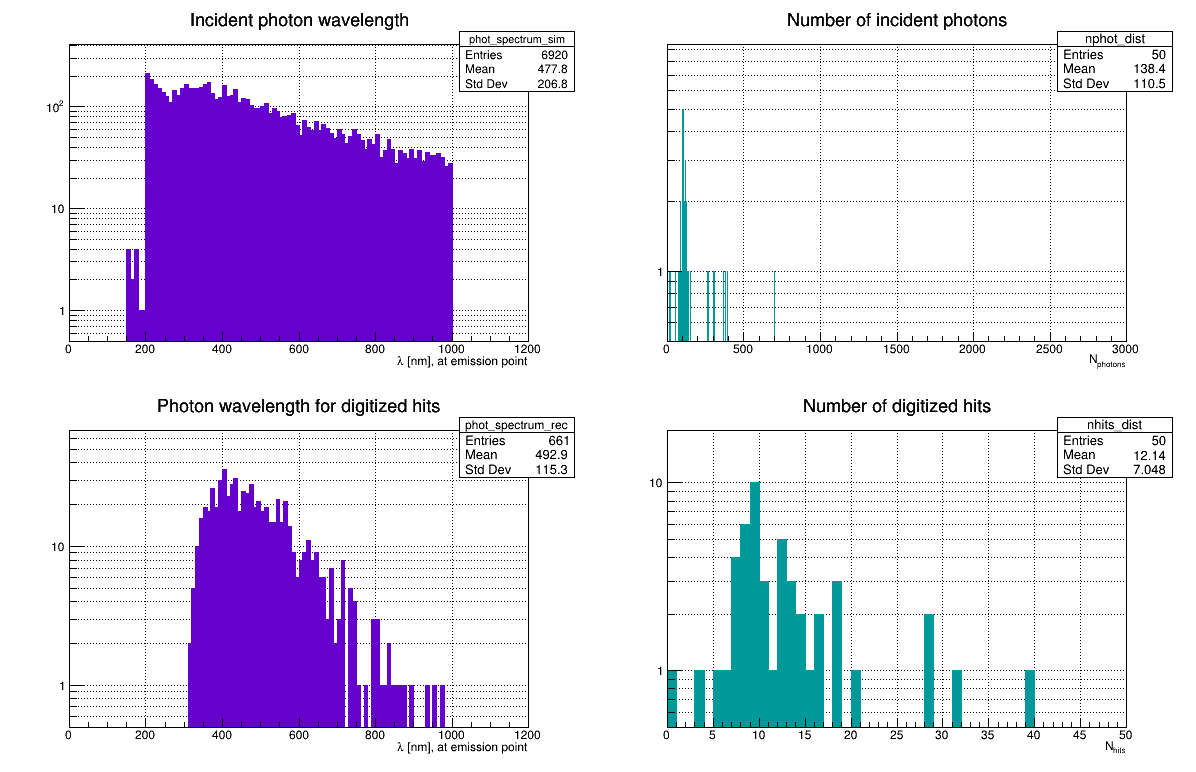 Incident photon wavelength
phot_spectrum_sim
Entries 6920
Mean 477.8
Std Dev 206.8
10²
10
1
0 200 400 600 800 1000 1200
λ [nm], at emission point
Number of incident photons
nphot_dist
Entries 50
Mean 138.4
Std Dev 110.5
1
0 500 1000 1500 2000 2500 3000
Nphotons
Photon wavelength for digitized hits
phot_spectrum_rec
Entries 661
Mean 492.9
Std Dev 115.3
10
1
0 200 400 600 800 1000 1200
λ [nm], at emission point
Number of digitized hits
nhits_dist
Entries 50
Mean 12.14
Std Dev 7.048
10
1
0 5 10 15 20 25 30 35 40 45 50
Nhits